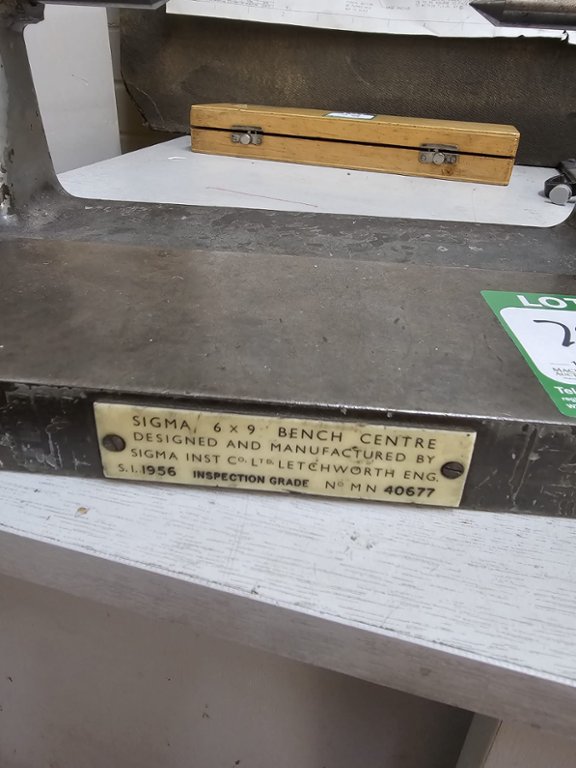 LOT
SIGMA, 6 × 9 BENCH CENTRE
DESIGNED AND MANUFACTURED BY
SIGMA INST Cᴼ. Lᵀᴰ. LETCHWORTH ENG.
S.I. 1956 INSPECTION GRADE Nº M N 40677